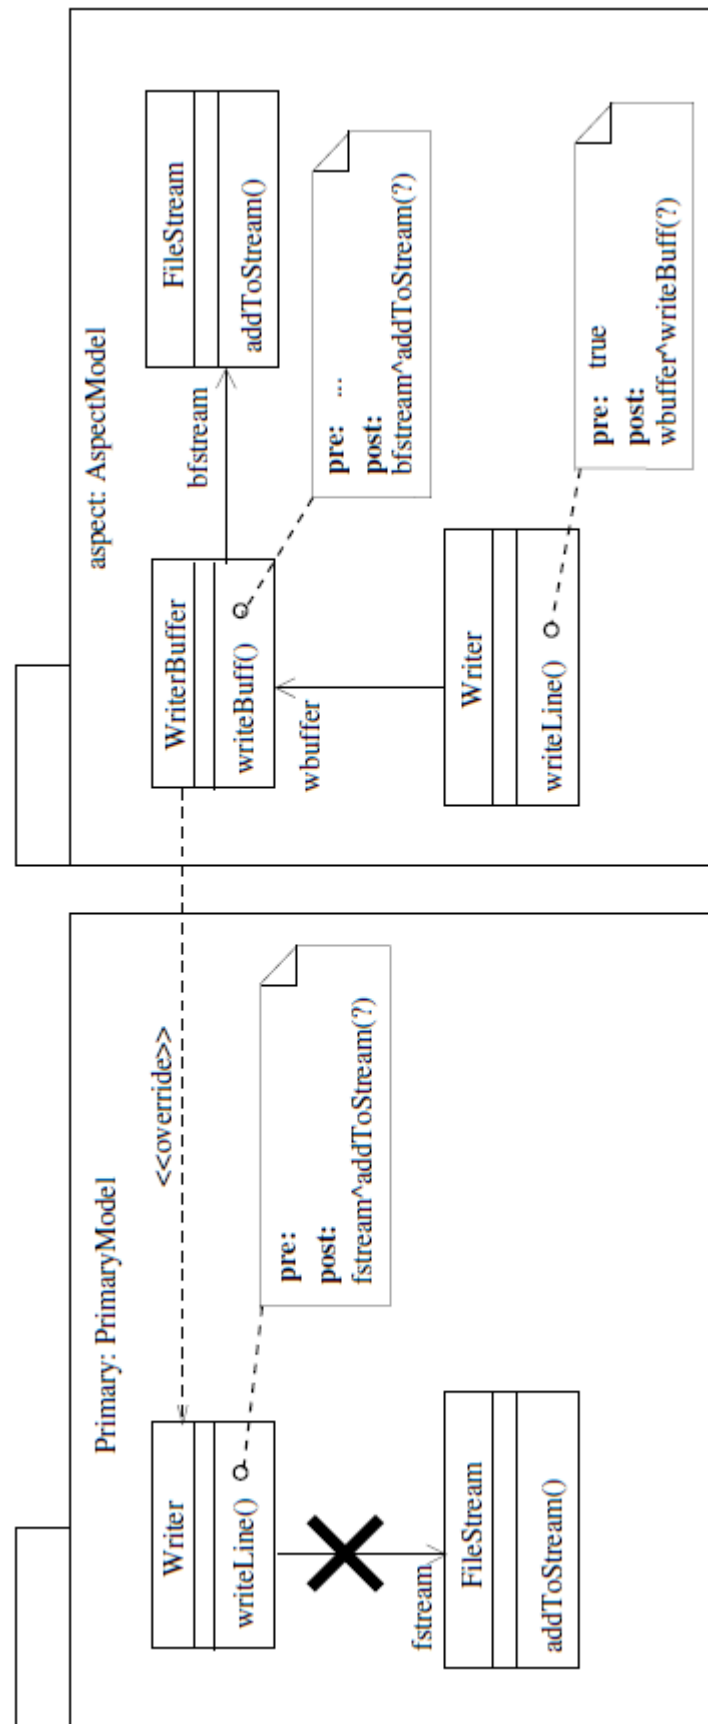 Primary: PrimaryModel
Writer
writeLine()
fstream
FileStream
addToStream()
pre:
post:
fstream^addToStream(?)
<<override>>
aspect: AspectModel
WriterBuffer
writeBuff()
bfstream
FileStream
addToStream()
pre: ...
post:
bfstream^addToStream(?)
wbuffer
Writer
writeLine()
pre: true
post:
wbuffer^writeBuff(?)